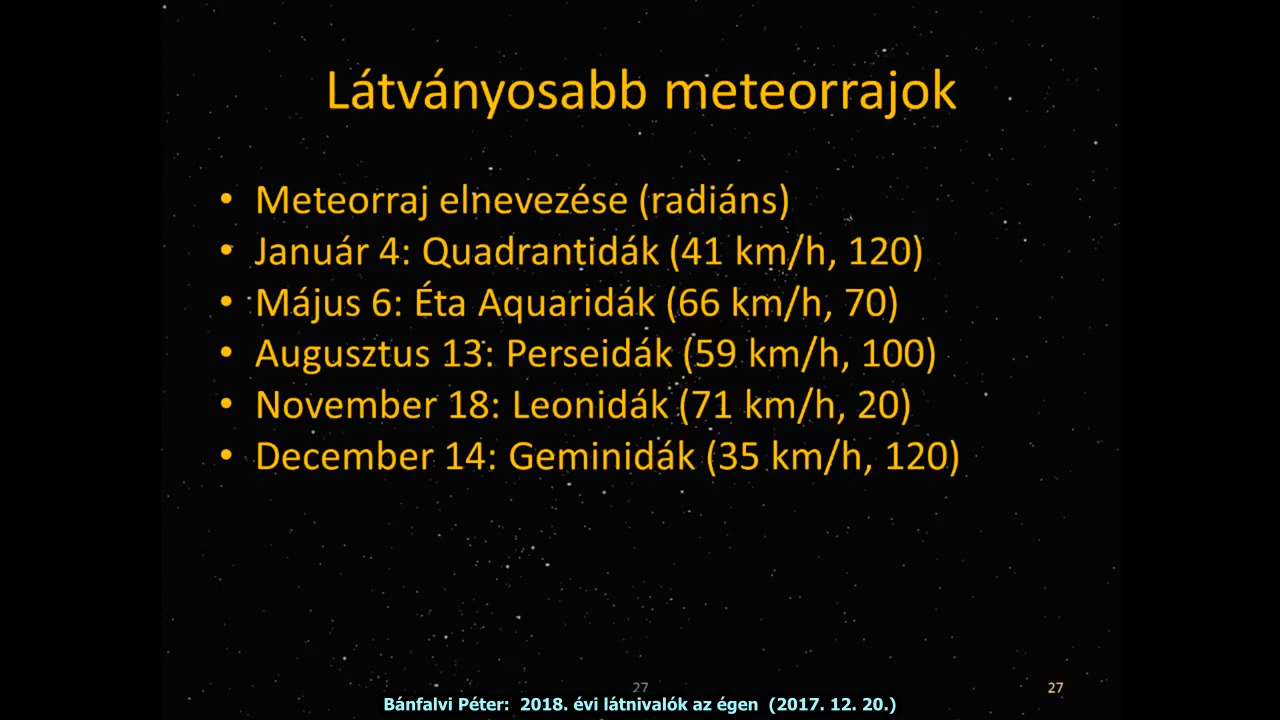 Látványosabb meteorrajok
• Meteorraj elnevezése (radiáns)
• Január 4: Quadrantidák (41 km/h, 120)
• Május 6: Éta Aquaridák (66 km/h, 70)
• Augusztus 13: Perseidák (59 km/h, 100)
• November 18: Leonidák (71 km/h, 20)
• December 14: Geminidák (35 km/h, 120)
27
27
Bánfalvi Péter: 2018. évi látnivalók az égen (2017. 12. 20.)